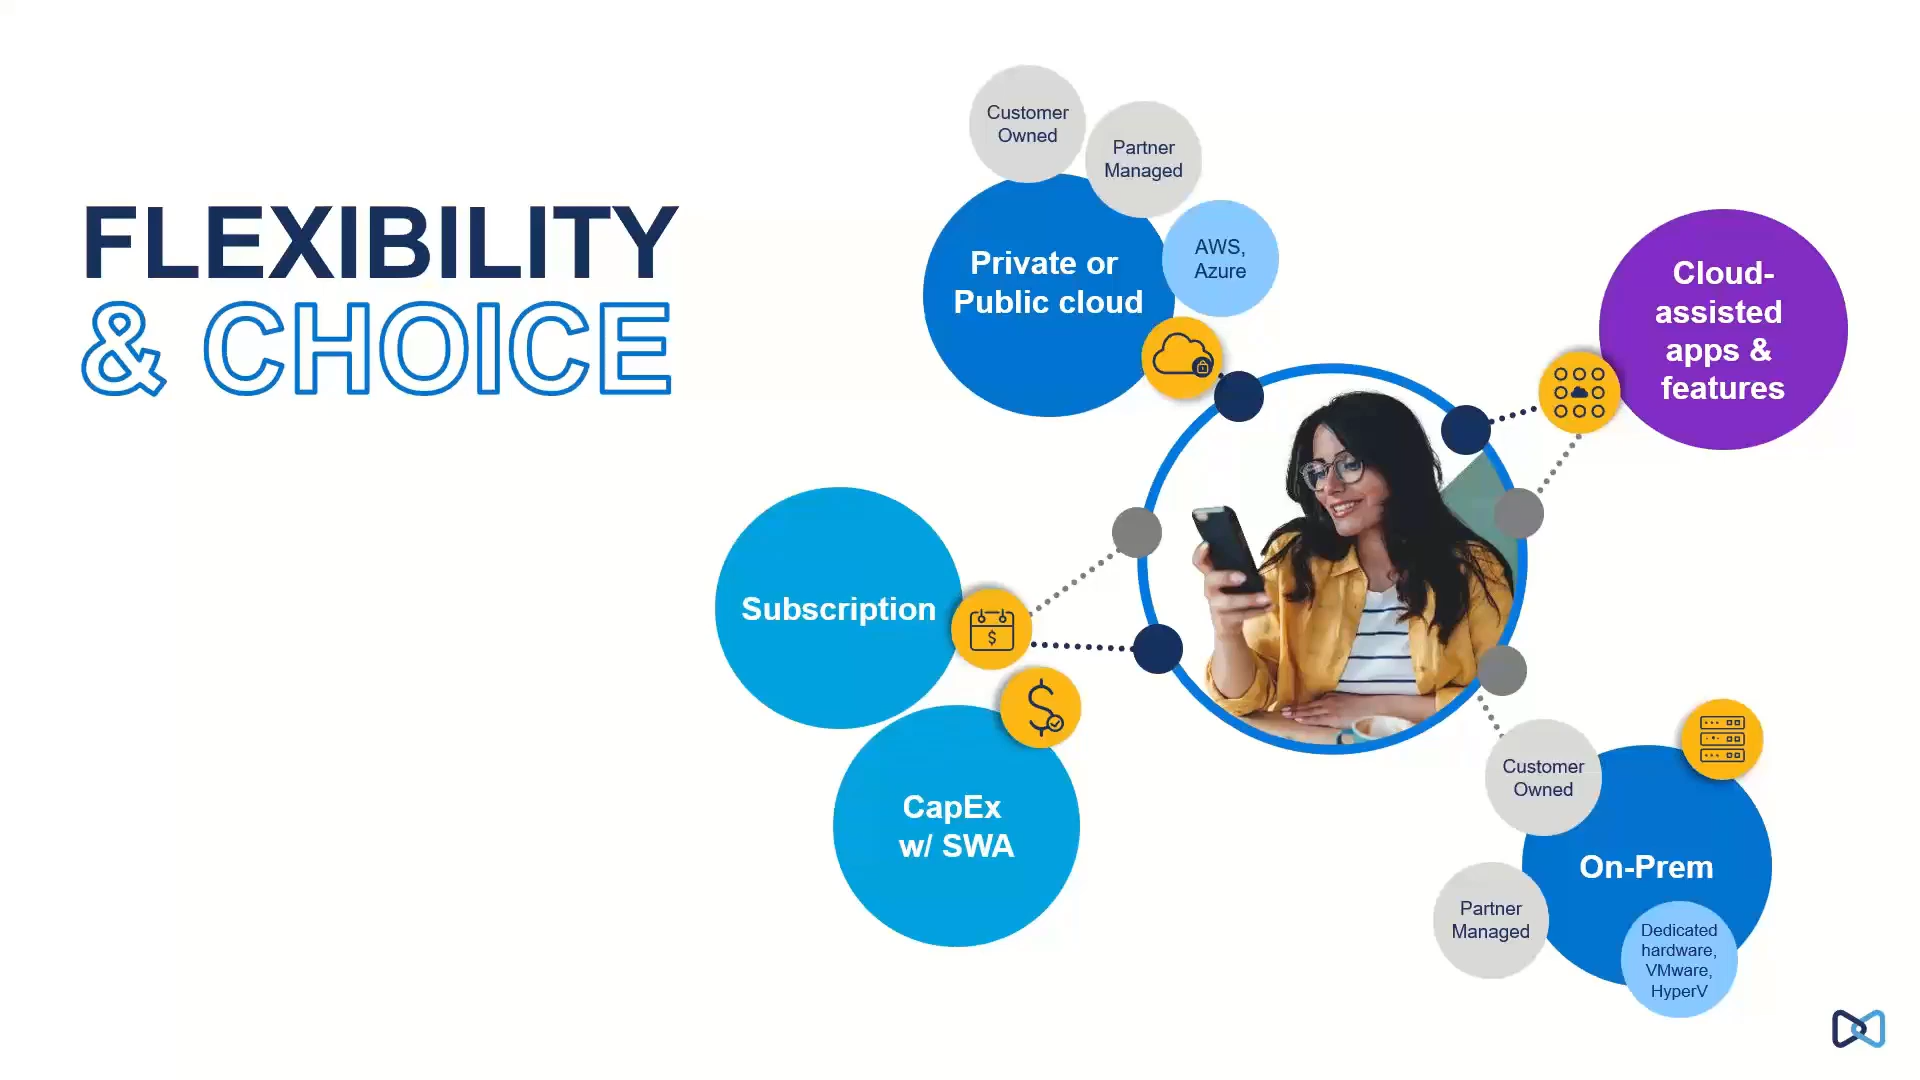 FLEXIBILITY
& CHOICE
Customer
Owned
Partner
Managed
AWS,
Azure
Private or
Public cloud
Cloud-
assisted
apps &
features
Subscription
$
$
CapEx
w/ SWA
Customer
Owned
On-Prem
Partner
Managed
Dedicated
hardware,
VMware,
HyperV